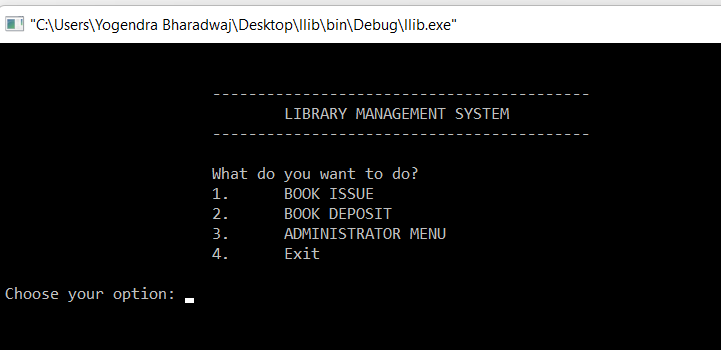 "C:\Users\Yogendra Bharadwaj\Desktop\llib\bin\Debug\llib.exe"
------------------------------------------
LIBRARY MANAGEMENT SYSTEM
------------------------------------------
What do you want to do?
1. BOOK ISSUE
2. BOOK DEPOSIT
3. ADMINISTRATOR MENU
4. Exit
Choose your option: